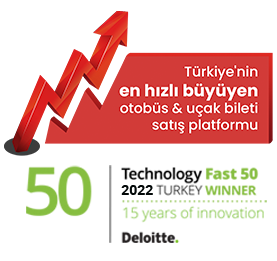 Türkiye'nin
en hızlı büyüyen
otobüs & uçak bileti
satış platformu
50
Technology Fast 50
2022 TURKEY WINNER
15 years of innovation
Deloitte.